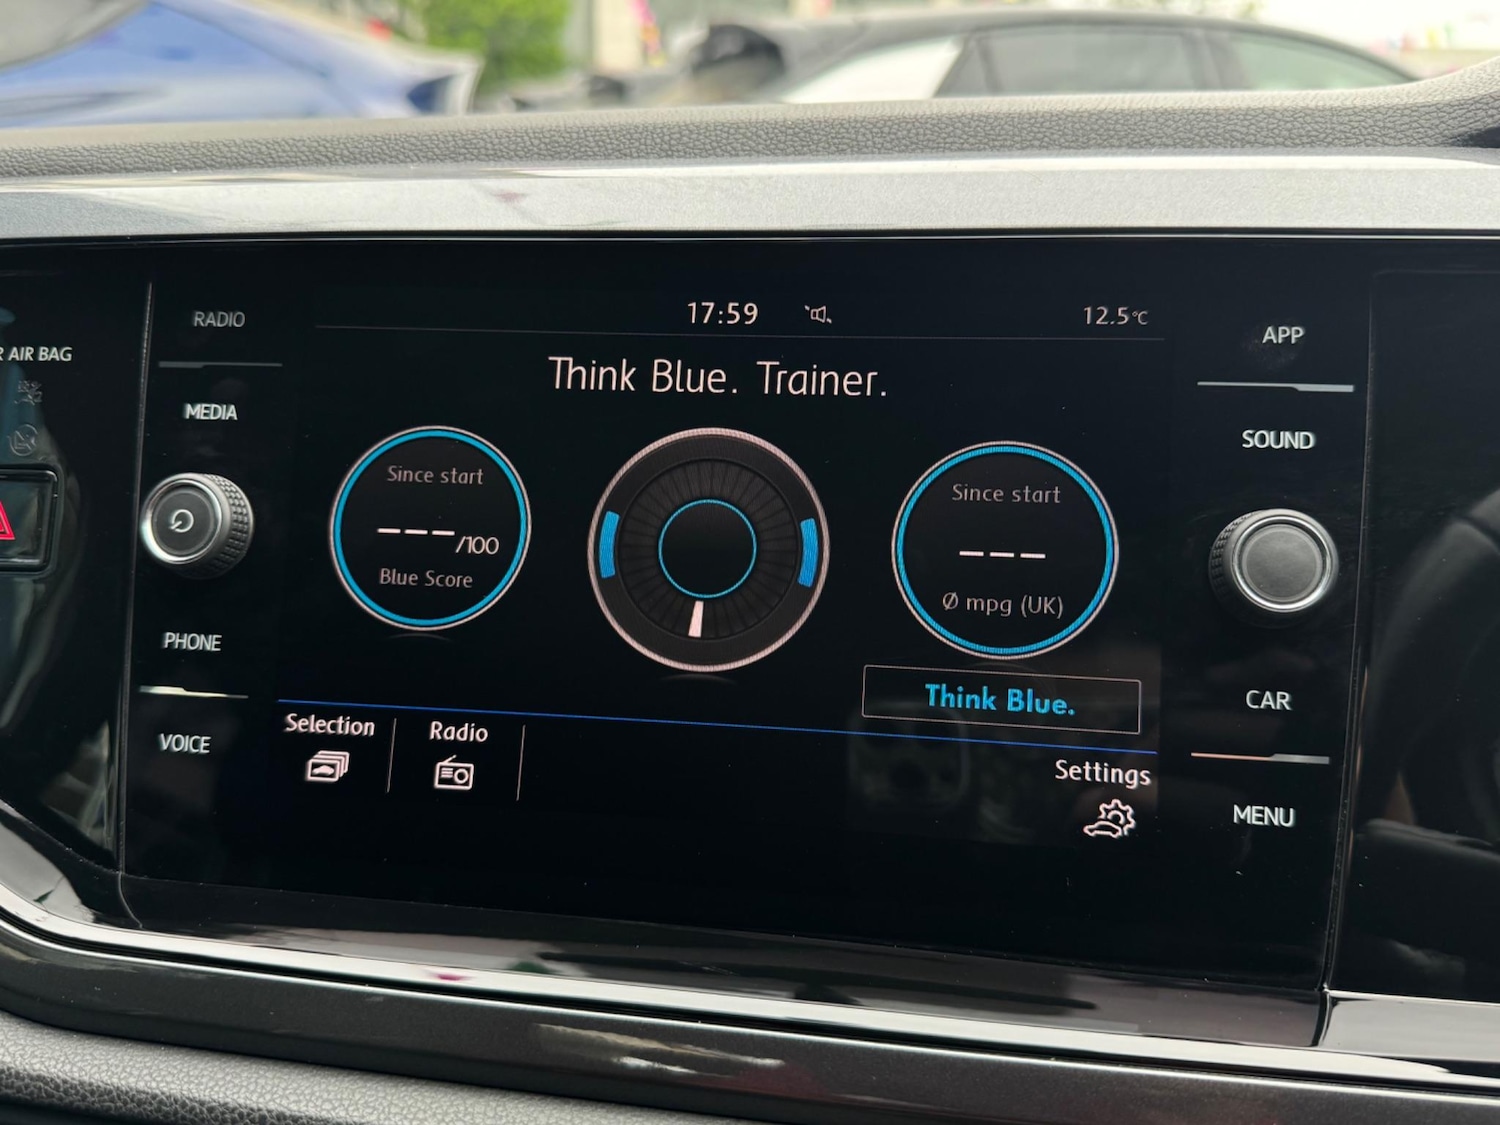 R AIR BAG
RADIO
MEDIA
PHONE
VOICE
17:59
12.5°C
Think Blue. Trainer.
Since start
---/100
Blue Score
Since start
---
Ø mpg (UK)
Think Blue.
Selection
Radio
Settings
APP
SOUND
CAR
MENU